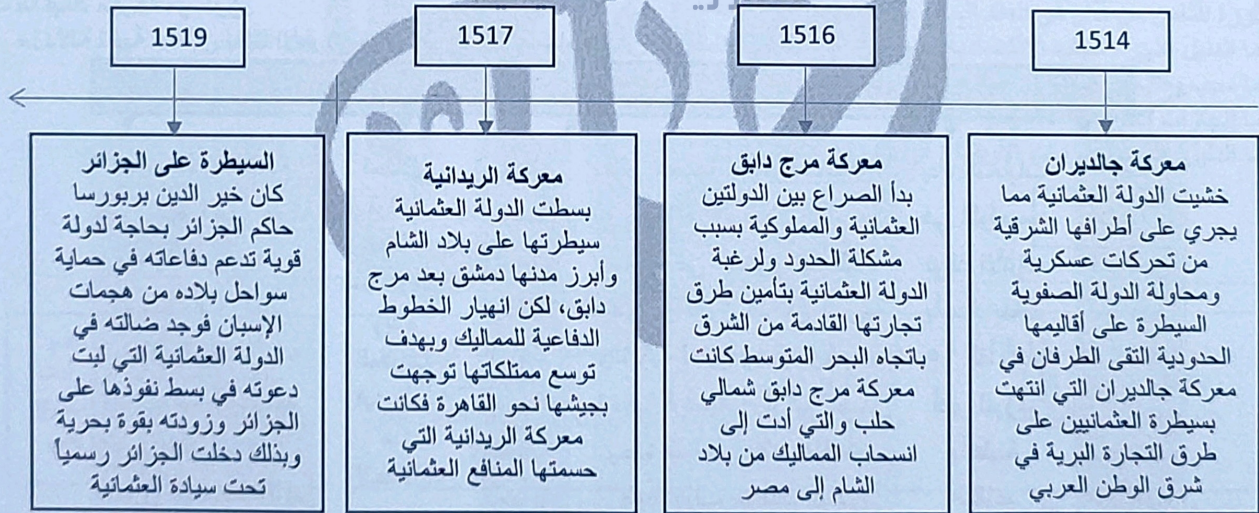 1514
1516
1517
1519
معركة جالديران
خشيت الدولة العثمانية مما
يجري على أطرافها الشرقية
من تحركات عسكرية
ومحاولة الدولة الصفوية
السيطرة على أقاليمها
الحدودية التقى الطرفان في
معركة جالديران التي انتهت
بسيطرة العثمانيين على
طرق التجارة البرية في
شرق الوطن العربي
معركة مرج دابق
بدأ الصراع بين الدولتين
العثمانية والمملوكية بسبب
مشكلة الحدود ولرغبة
الدولة العثمانية بتأمين طرق
تجارتها القادمة من الشرق
باتجاه البحر المتوسط كانت
معركة مرج دابق شمالي
حلب والتي أدت إلى
انسحاب المماليك من بلاد
الشام إلى مصر
معركة الريدانية
بسطت الدولة العثمانية
سيطرتها على بلاد الشام
وأبرز مدنها دمشق بعد مرج
دابق، لكن انهيار الخطوط
الدفاعية للمماليك وبهدف
توسع ممتلكاتها توجهت
بجيشها نحو القاهرة فكانت
معركة الريدانية التي
حسمتها المنافع العثمانية
السيطرة على الجزائر
كان خير الدين بربورسا
حاكم الجزائر بحاجة لدولة
قوية تدعم دفاعاته في حماية
سواحل بلاده من هجمات
الإسبان فوجد ضالته في
الدولة العثمانية التي لبت
دعوته في بسط نفوذها على
الجزائر وزودته بقوة بحرية
وبذلك دخلت الجزائر رسمياً
تحت سيادة العثمانية